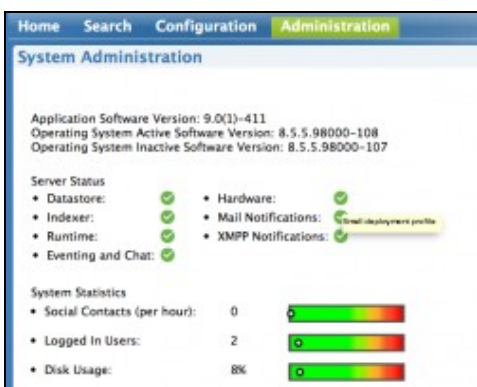 Home Search Configuration Administration
System Administration
Application Software Version: 9.0(1)-411
Operating System Active Software Version: 8.5.5.98000-108
Operating System Inactive Software Version: 8.5.5.98000-107
Server Status
• Datastore: • Hardware:
• Indexer: • Mail Notifications: Small deployment profile
• Runtime: • XMPP Notifications:
• Eventing and Chat:
System Statistics
• Social Contacts (per hour): 0
• Logged In Users: 2
• Disk Usage: 8%